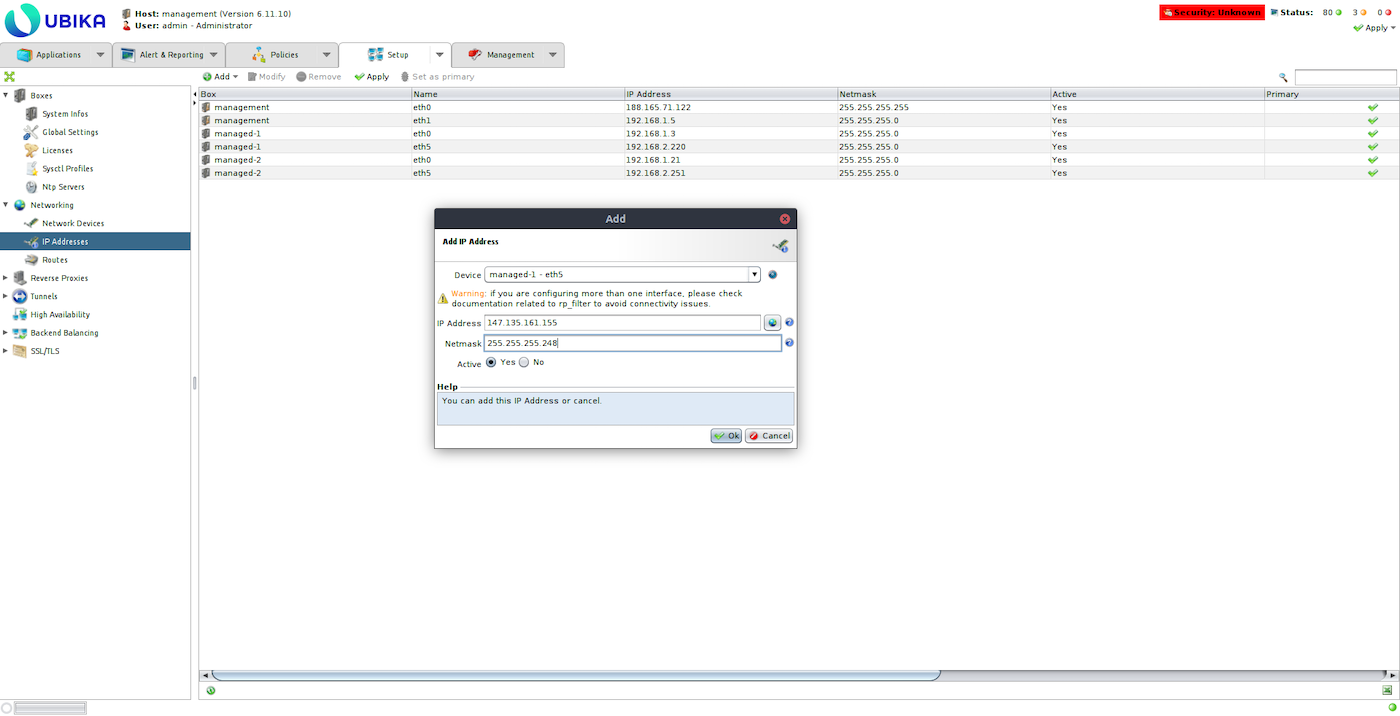 UBIKA
Host: management (Version 6.11.10)
User: admin - Administrator
Security: Unknown
Status: 80 3 0
Apply
Applications
Alert & Reporting
Policies
Setup
Management
Add
Modify
Remove
Apply
Set as primary
Boxes
System Infos
Global Settings
Licenses
Sysctl Profiles
Ntp Servers
Networking
Network Devices
IP Addresses
Routes
Reverse Proxies
Tunnels
High Availability
Backend Balancing
SSL/TLS
Box Name IP Address Netmask Active Primary
management eth0 188.165.71.122 255.255.255.255 Yes
management eth1 192.168.1.5 255.255.255.0 Yes
managed-1 eth0 192.168.1.3 255.255.255.0 Yes
managed-1 eth5 192.168.2.220 255.255.255.0 Yes
managed-2 eth0 192.168.1.21 255.255.255.0 Yes
managed-2 eth5 192.168.2.251 255.255.255.0 Yes
Add
Add IP Address
Device managed-1 - eth5
Warning: if you are configuring more than one interface, please check
documentation related to rp_filter to avoid connectivity issues.
IP Address 147.135.161.155
Netmask 255.255.255.248
Active Yes No
Help
You can add this IP Address or cancel.
Ok Cancel